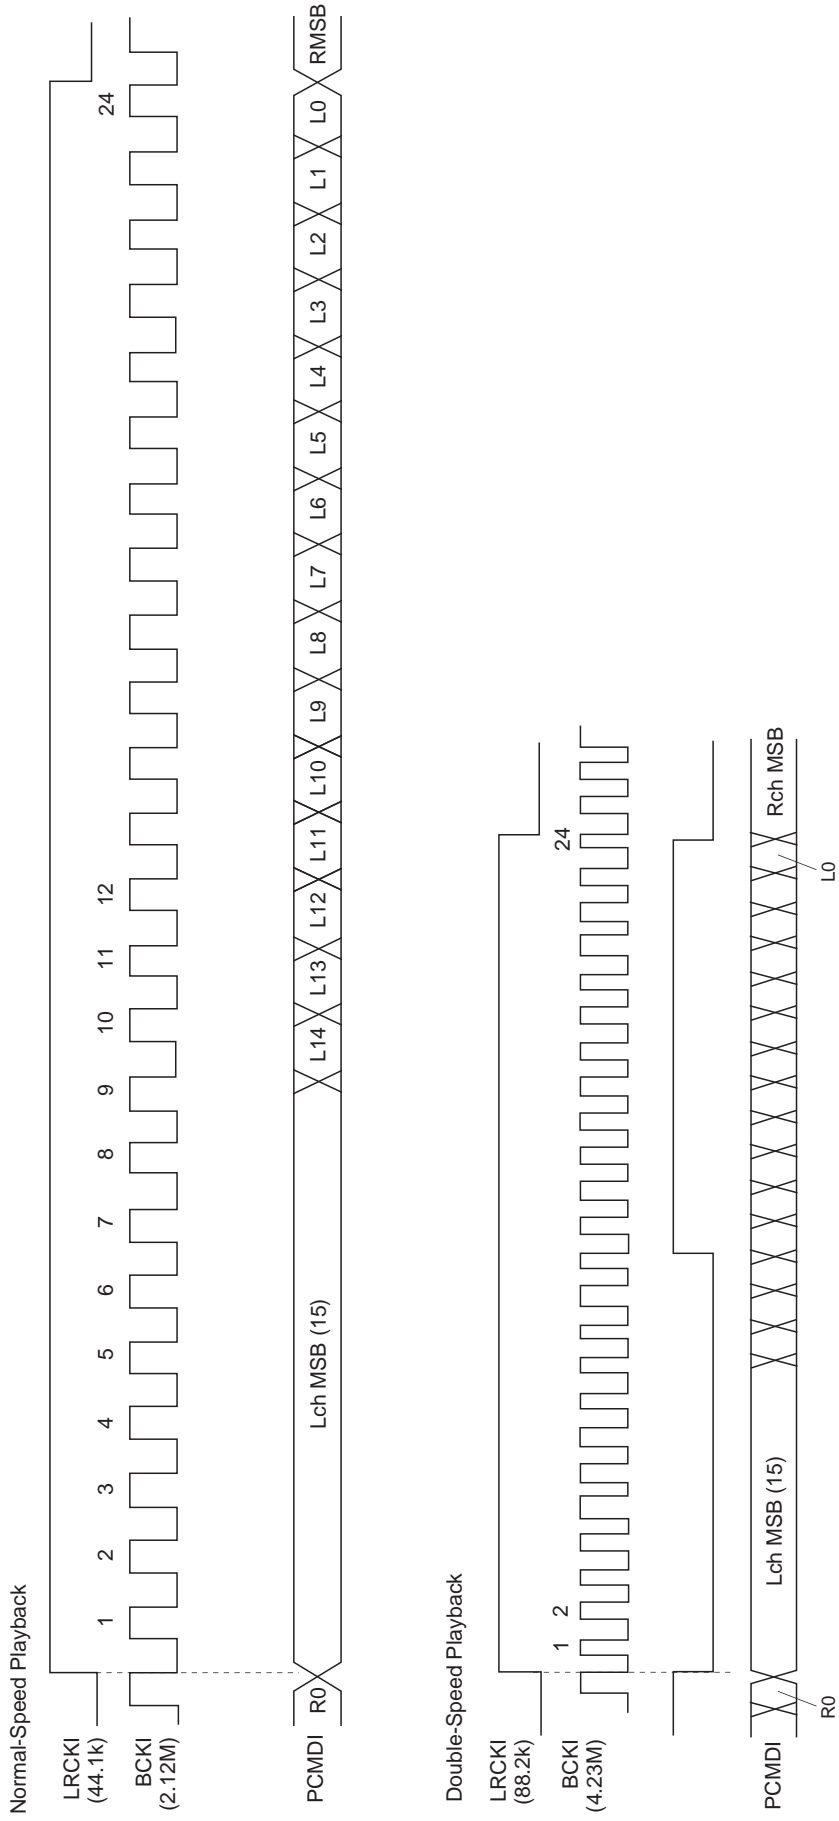 Normal-Speed Playback
LRCKI
(44.1k)
1 2 3 4 5 6 7 8 9 10 11 12 24
BCKI
(2.12M)
PCMDI R0 Lch MSB (15) L14 L13 L12 L11 L10 L9 L8 L7 L6 L5 L4 L3 L2 L1 L0 RMSB
Double-Speed Playback
LRCKI
(88.2k)
1 2 24
BCKI
(4.23M)
PCMDI Lch MSB (15) Rch MSB
R0 L0